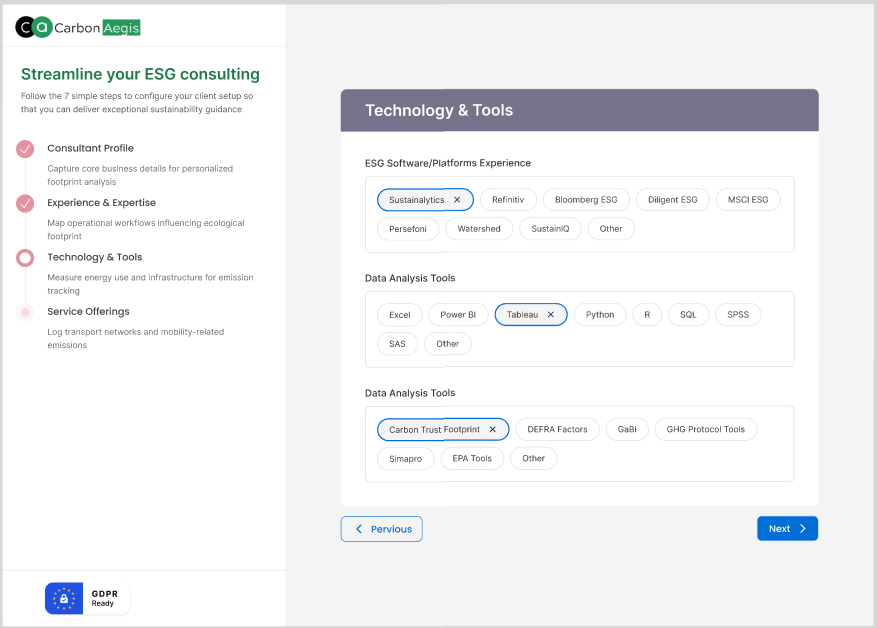 ca Carbon Aegis
Streamline your ESG consulting
Follow the 7 simple steps to configure your client setup so
that you can deliver exceptional sustainability guidance
Consultant Profile
Capture core business details for personalized
footprint analysis
Experience & Expertise
Map operational workflows influencing ecological
footprint
Technology & Tools
Measure energy use and infrastructure for emission
tracking
Service Offerings
Log transport networks and mobility-related
emissions
GDPR
Ready
Technology & Tools
ESG Software/Platforms Experience
Sustainalytics × Refinitiv Bloomberg ESG Diligent ESG MSCI ESG
Persefoni Watershed SustainIQ Other
Data Analysis Tools
Excel Power BI Tableau × Python R SQL SPSS
SAS Other
Data Analysis Tools
Carbon Trust Footprint × DEFRA Factors GaBi GHG Protocol Tools
Simapro EPA Tools Other
Pervious Next